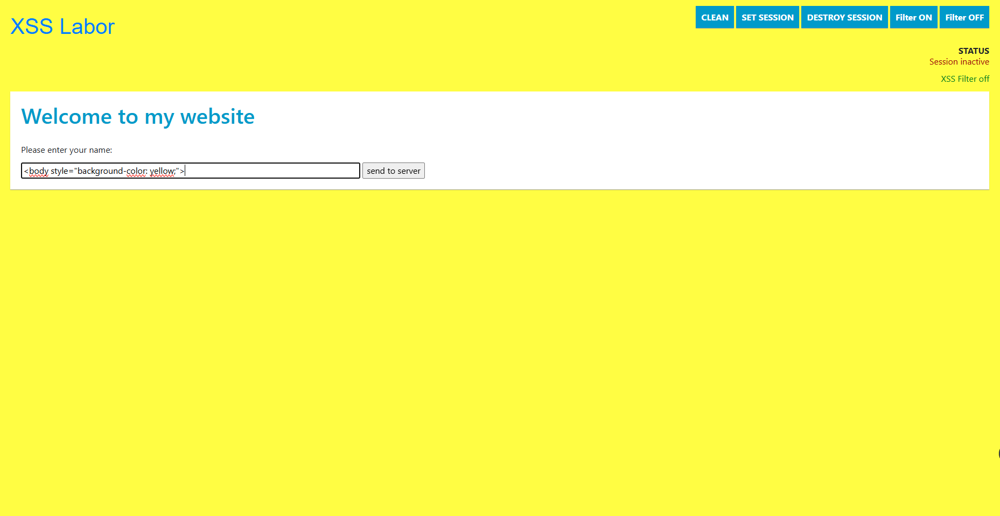 XSS Labor
CLEAN SET SESSION DESTROY SESSION Filter ON Filter OFF
STATUS
Session inactive
XSS Filter off
Welcome to my website
Please enter your name:
<body style="background-color: yellow;"> send to server